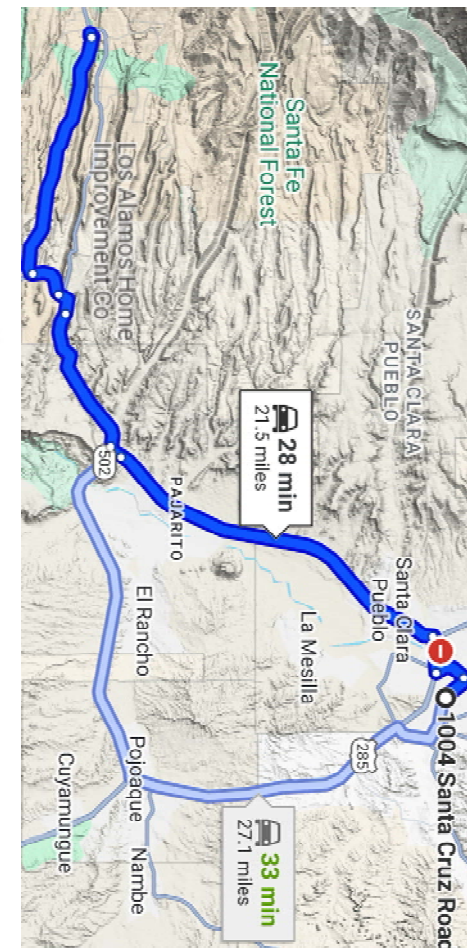 Santa Fe
National Forest
Los Alamos Home
Improvement Co
SANTA CLARA
PUEBLO
28 min
21.5 miles
502
PAJARITO
Santa Clara
Pueblo
La Mesilla
El Rancho
1004 Santa Cruz Road
285
Pojoaque
Cuyamungue
Nambe
33 min
27.1 miles